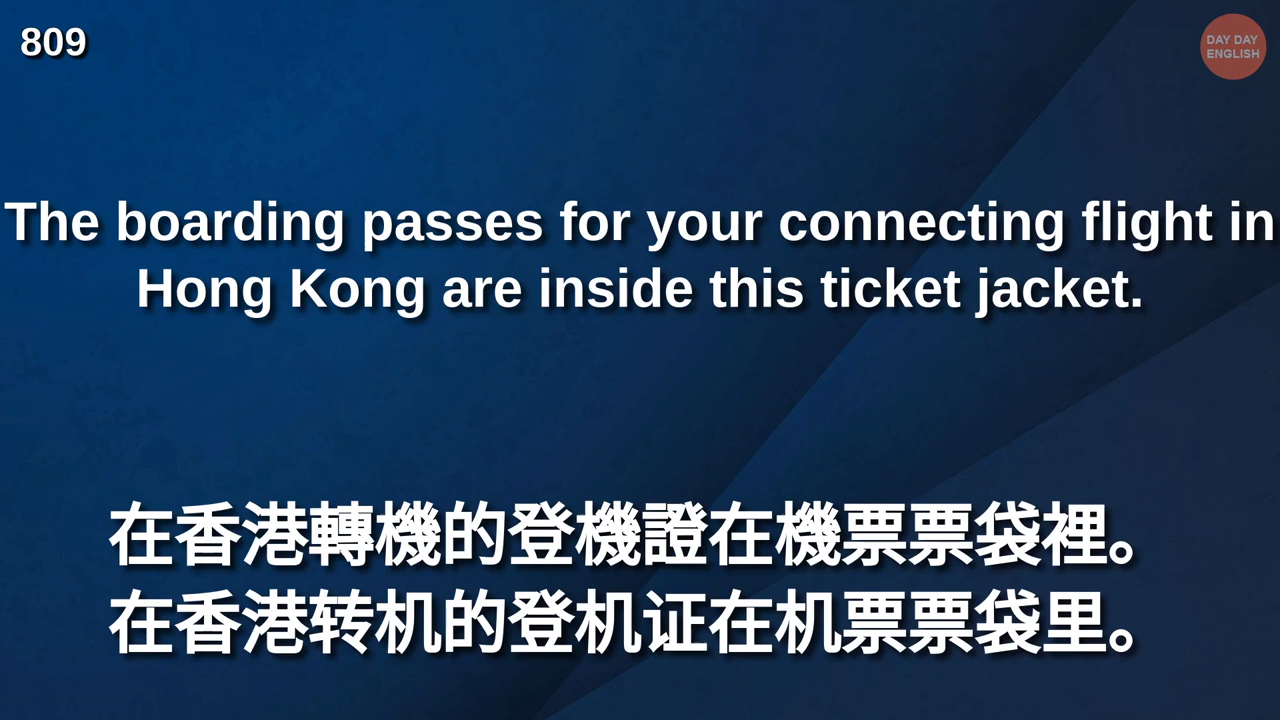 809
DAY DAY
ENGLISH
The boarding passes for your connecting flight in
Hong Kong are inside this ticket jacket.
在香港轉機的登機證在機票票袋裡。
在香港转机的登机证在机票票袋里。